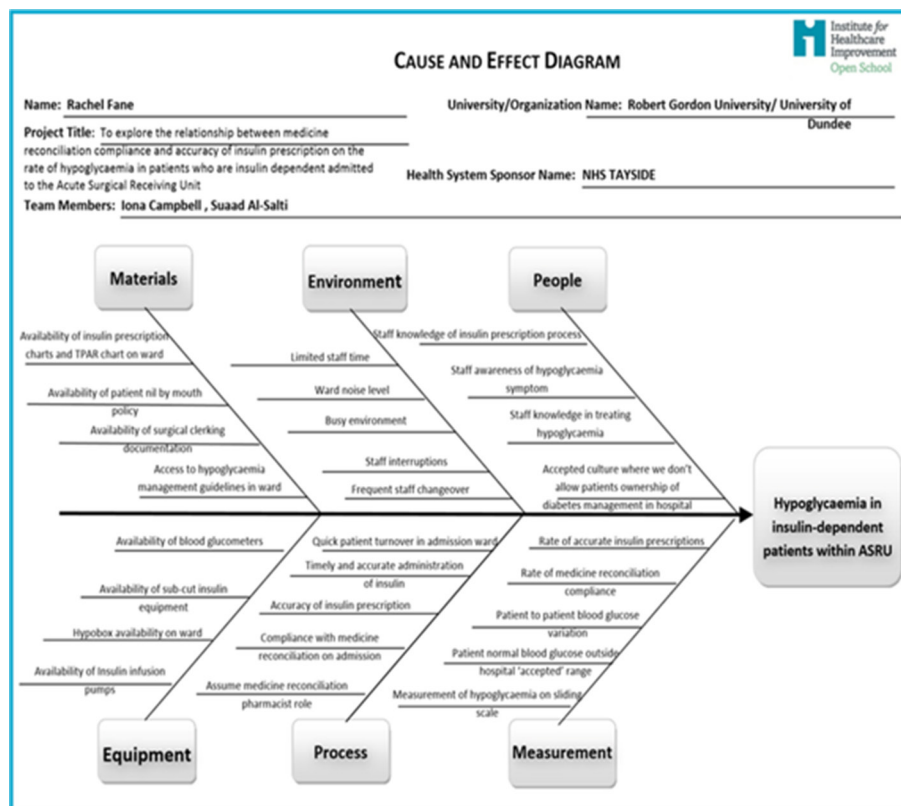 Institute for
Healthcare
Improvement
Open School
CAUSE AND EFFECT DIAGRAM
Name: Rachel Fane
University/Organization Name: Robert Gordon University/ University of
Dundee
Project Title: To explore the relationship between medicine
reconciliation compliance and accuracy of insulin prescription on the
rate of hypoglycaemia in patients who are insulin dependent admitted
to the Acute Surgical Receiving Unit
Health System Sponsor Name: NHS TAYSIDE
Team Members: Iona Campbell , Suaad Al-Salti
Materials
Environment
People
Availability of insulin prescription
charts and TPAR chart on ward
Availability of patient nil by mouth
policy
Availability of surgical clerking
documentation
Access to hypoglycaemia
management guidelines in ward
Limited staff time
Ward noise level
Busy environment
Staff interruptions
Frequent staff changeover
Staff knowledge of insulin prescription process
Staff awareness of hypoglycaemia
symptom
Staff knowledge in treating
hypoglycaemia
Accepted culture where we don't
allow patients ownership of
diabetes management in hospital
Hypoglycaemia in
insulin-dependent
patients within ASRU
Availability of blood glucometers
Availability of sub-cut insulin
equipment
Hypobox availability on ward
Availability of Insulin infusion
pumps
Quick patient turnover in admission ward
Timely and accurate administration
of insulin
Accuracy of insulin prescription
Compliance with medicine
reconciliation on admission
Assume medicine reconciliation
pharmacist role
Rate of accurate insulin prescriptions
Rate of medicine reconciliation
compliance
Patient to patient blood glucose
variation
Patient normal blood glucose outside
hospital 'accepted' range
Measurement of hypoglycaemia on sliding
scale
Equipment
Process
Measurement